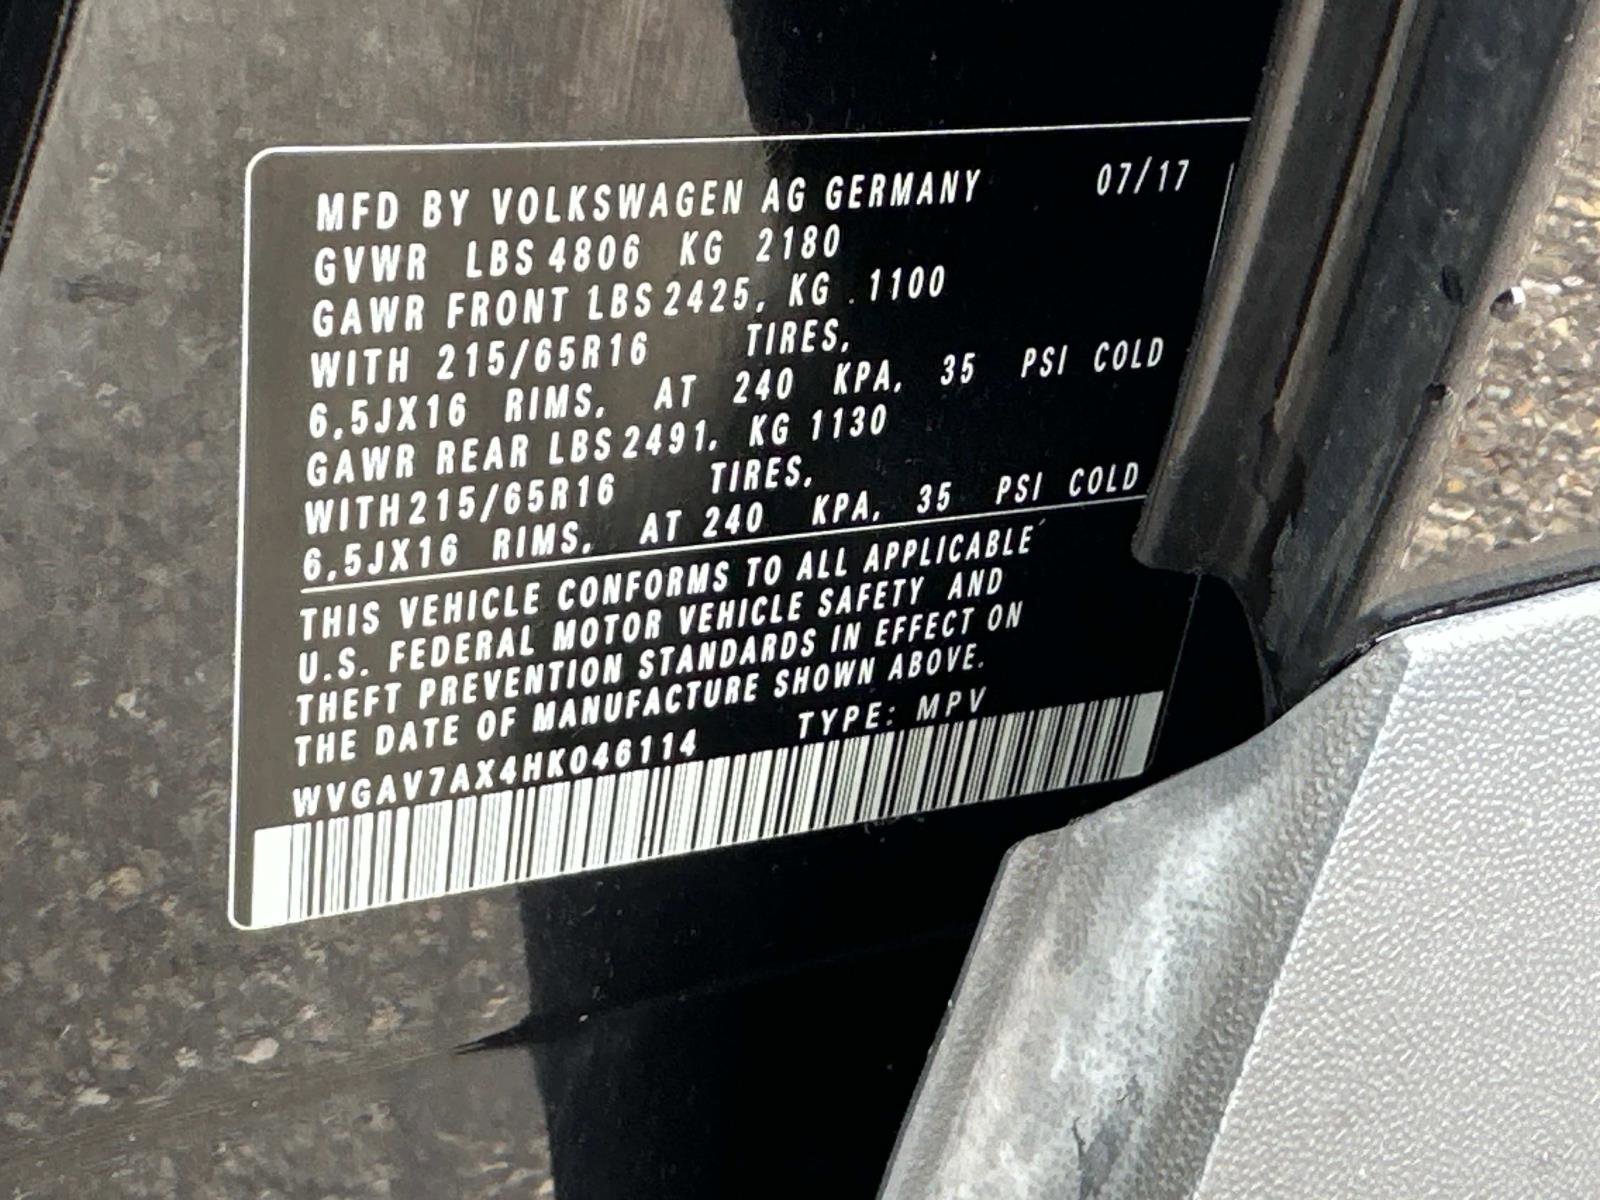 MFD BY VOLKSWAGEN AG GERMANY 07/17
GVWR LBS 4806 KG 2180
GAWR FRONT LBS 2425, KG . 1100
WITH 215/65R16 TIRES,
6,5JX16 RIMS, AT 240 KPA, 35 PSI COLD
GAWR REAR LBS 2491, KG 1130
WITH 215/65R16 TIRES,
6,5JX16 RIMS, AT 240 KPA, 35 PSI COLD
THIS VEHICLE CONFORMS TO ALL APPLICABLE
U.S. FEDERAL MOTOR VEHICLE SAFETY AND
THEFT PREVENTION STANDARDS IN EFFECT ON
THE DATE OF MANUFACTURE SHOWN ABOVE.
WVGAV7AX4HK046114 TYPE: MPV